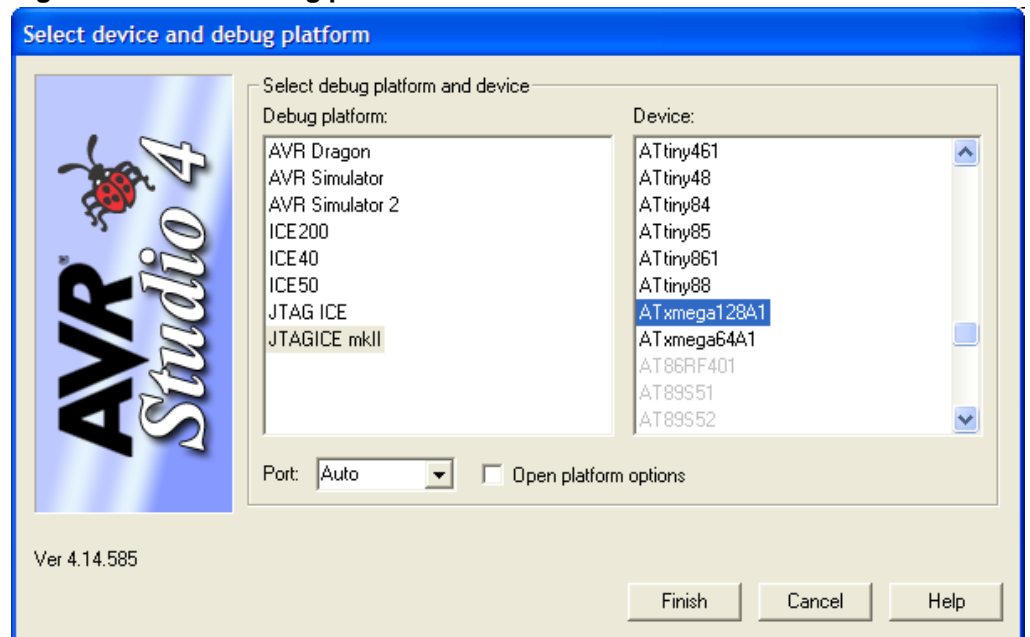 Select device and debug platform
AVR
Studio 4
Select debug platform and device
Debug platform:
AVR Dragon
AVR Simulator
AVR Simulator 2
ICE200
ICE40
ICE50
JTAG ICE
JTAGICE mkII
Device:
ATtiny461
ATtiny48
ATtiny84
ATtiny85
ATtiny861
ATtiny88
ATxmega128A1
ATxmega64A1
AT86RF401
AT89S51
AT89S52
Port: Auto Open platform options
Ver 4.14.585
Finish Cancel Help